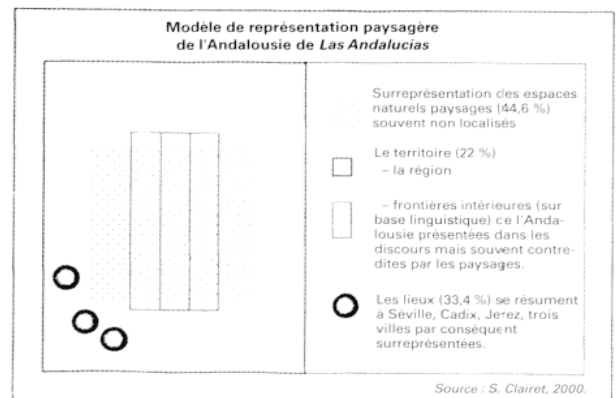 Modèle de représentation paysagère
de l'Andalousie de Las Andalucias
Surreprésentation des espaces
naturels paysages (44,6 %)
souvent non localisés
Le territoire (22 %)
– la région
– frontières intérieures (sur
base linguistique) de l'Anda-
lousie présentées dans les
discours mais souvent contre-
dites par les paysages.
Les lieux (33,4 %) se résument
à Séville, Cadix, Jerez, trois
villes par conséquent
surreprésentées.
Source : S. Clairet, 2000.